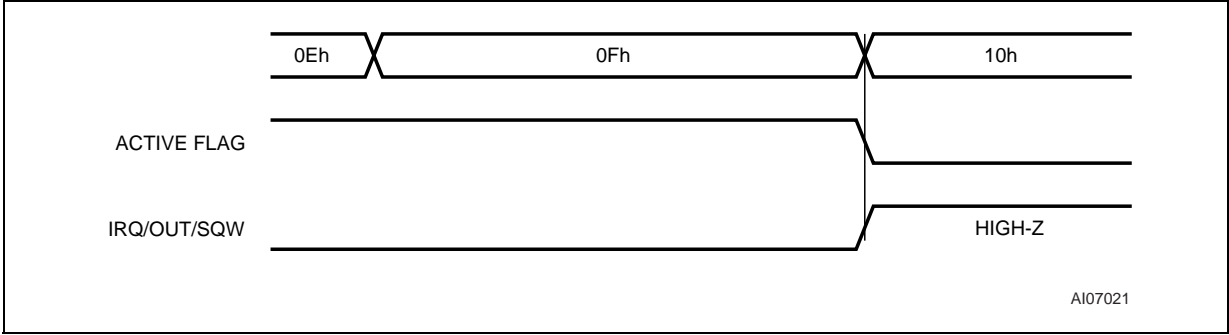 0Eh 0Fh 10h
ACTIVE FLAG
IRQ/OUT/SQW HIGH-Z
AI07021